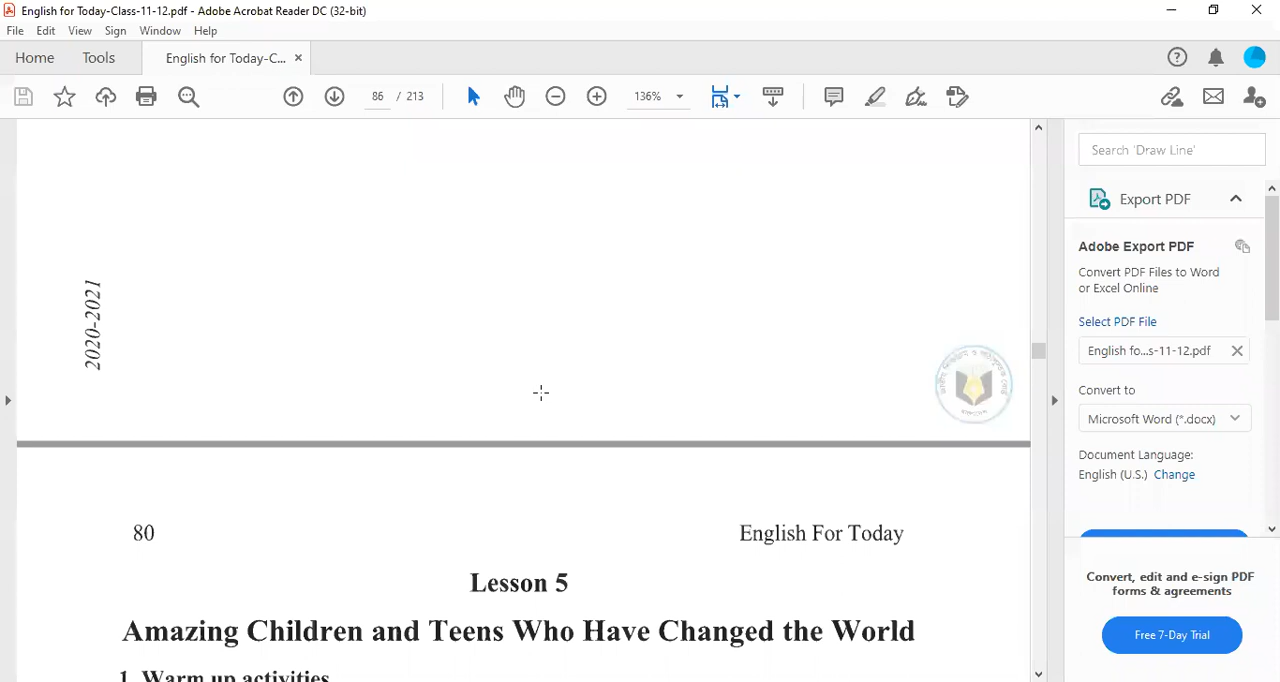 English for Today-Class-11-12.pdf - Adobe Acrobat Reader DC (32-bit)
File Edit View Sign Window Help
Home Tools English for Today-C...
86 / 213 136%
Search 'Draw Line'
Export PDF
Adobe Export PDF
Convert PDF Files to Word
or Excel Online
Select PDF File
English fo...s-11-12.pdf
Convert to
Microsoft Word (*.docx)
Document Language:
English (U.S.) Change
Convert, edit and e-sign PDF
forms & agreements
Free 7-Day Trial
2020-2021
80 English For Today
Lesson 5
Amazing Children and Teens Who Have Changed the World
1. Warm up activities